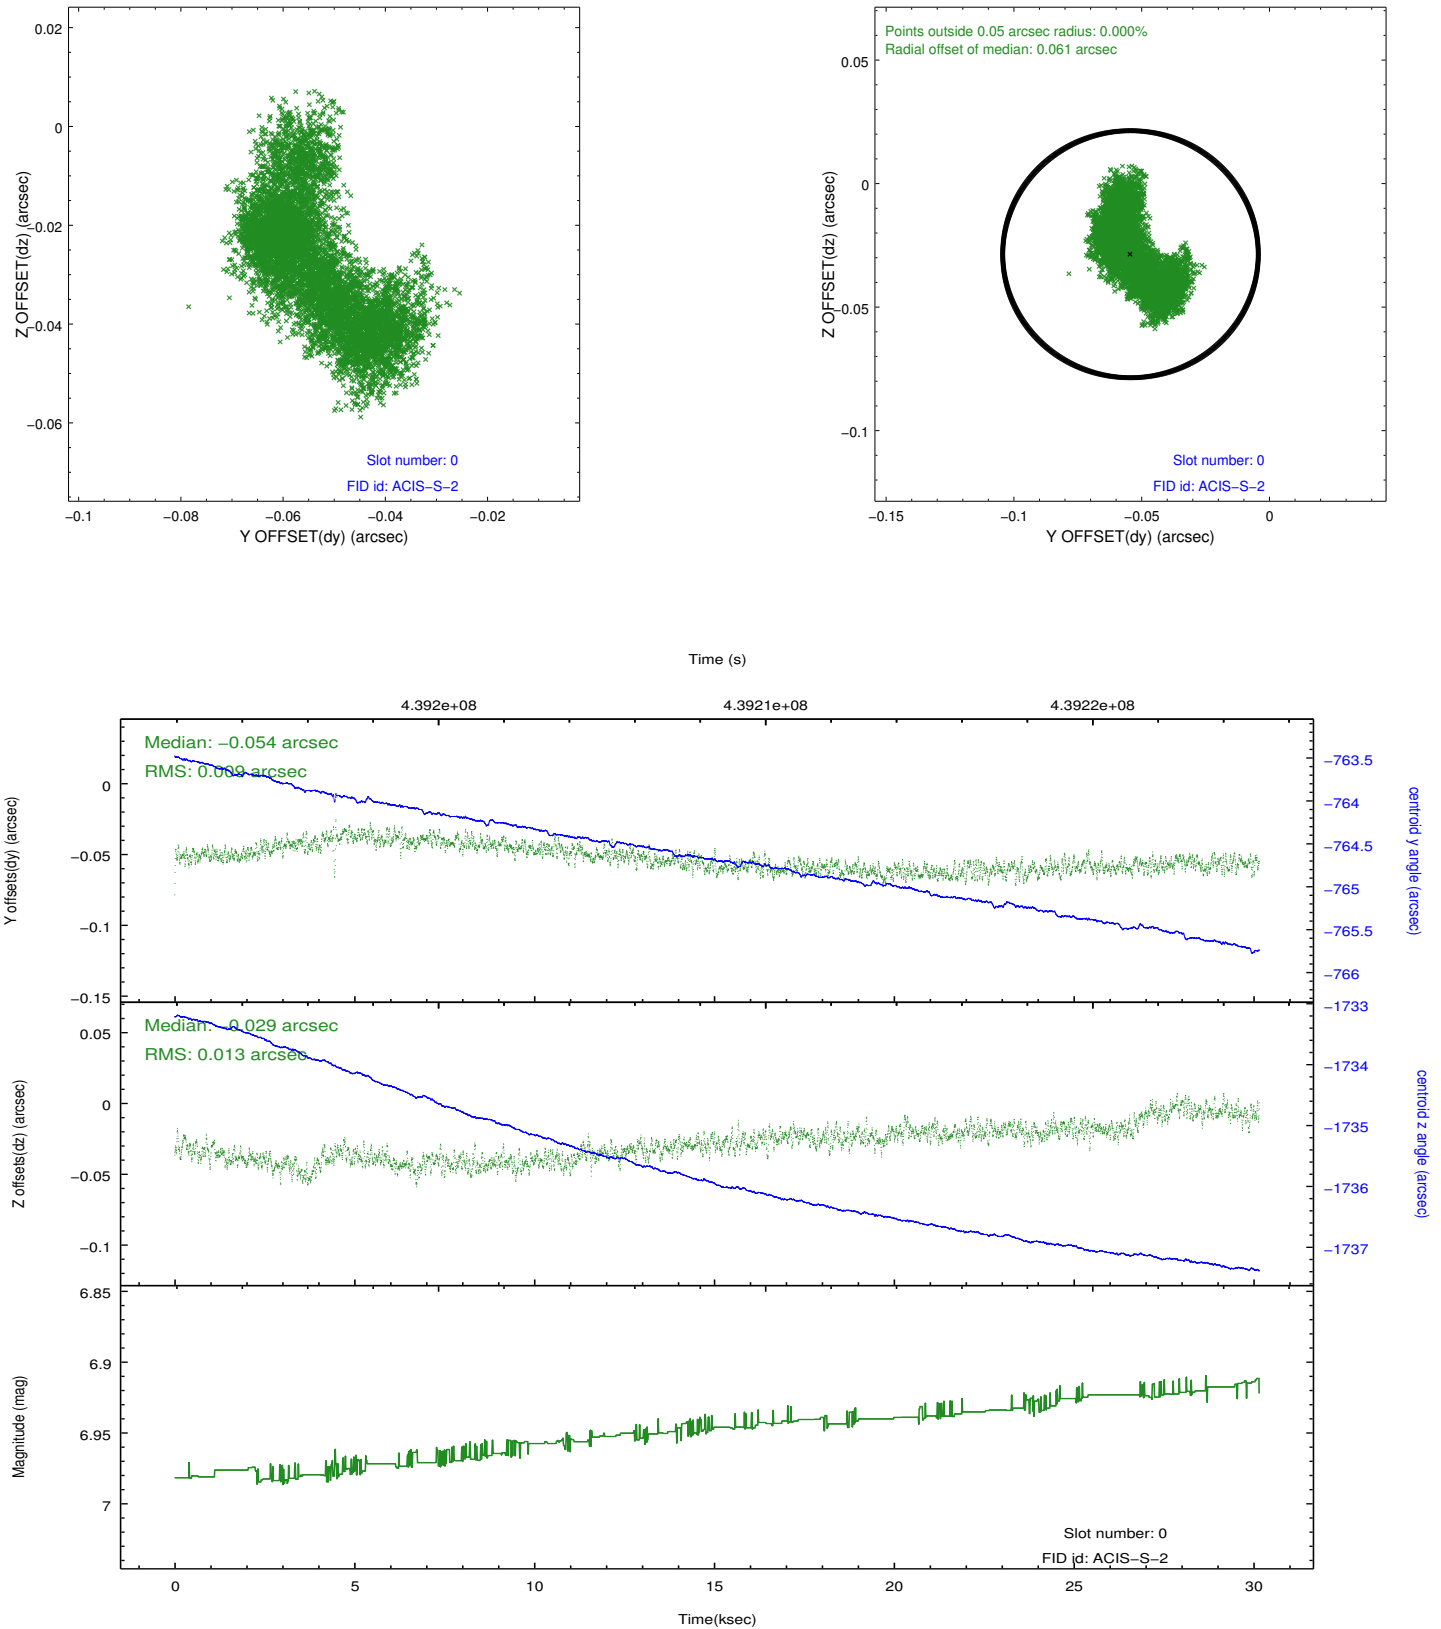 0.02
0
−0.02
−0.04
−0.06
Z OFFSET(dz) (arcsec)
Slot number: 0
FID id: ACIS−S−2
−0.1
−0.08
−0.06
−0.04
−0.02
Y OFFSET(dy) (arcsec)
Points outside 0.05 arcsec radius: 0.000%
Radial offset of median: 0.061 arcsec
0.05
0
−0.05
−0.1
Z OFFSET(dz) (arcsec)
Slot number: 0
FID id: ACIS−S−2
−0.15
−0.1
−0.05
0
Y OFFSET(dy) (arcsec)
Time (s)
4.392e+08
4.3921e+08
4.3922e+08
Median: −0.054 arcsec
RMS: 0.009 arcsec
0
−0.05
−0.1
−0.15
Y offsets(dy) (arcsec)
−763.5
−764
−764.5
−765
−765.5
−766
centroid y angle (arcsec)
Median: −0.029 arcsec
RMS: 0.013 arcsec
0.05
0
−0.05
−0.1
Z offsets(dz) (arcsec)
−1733
−1734
−1735
−1736
−1737
centroid z angle (arcsec)
6.85
6.9
6.95
7
Magnitude (mag)
Slot number: 0
FID id: ACIS−S−2
0
5
10
15
20
25
30
Time(ksec)